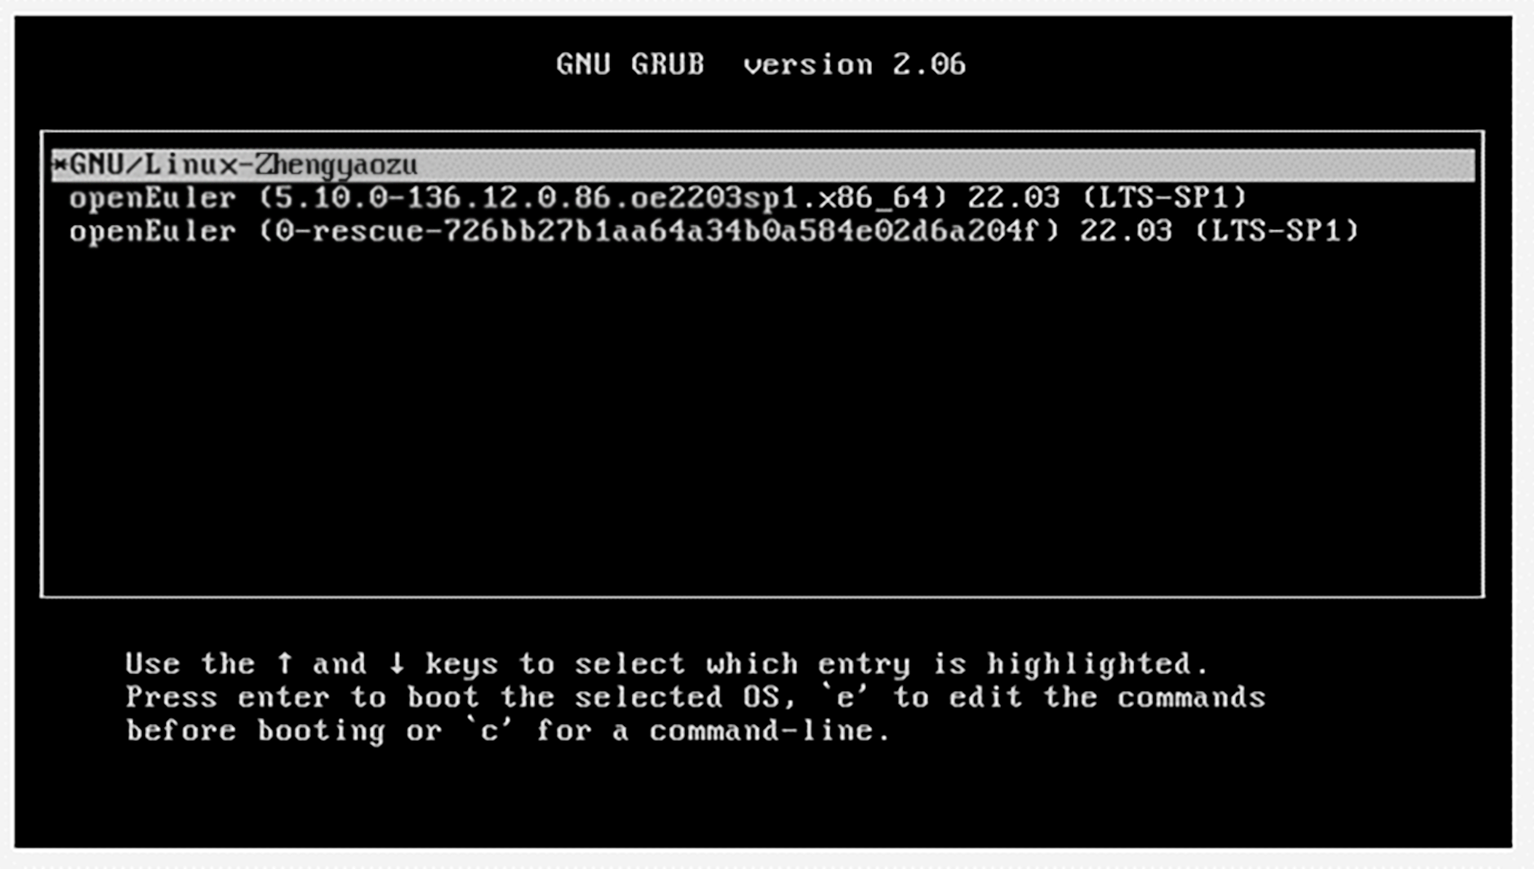 GNU GRUB  version 2.06
*GNU/Linux-Zhengyaozu
openEuler (5.10.0-136.12.0.86.oe2203sp1.x86_64) 22.03 (LTS-SP1)
openEuler (0-rescue-726bb27b1aa64a34b0a584e02d6a204f) 22.03 (LTS-SP1)
Use the ↑ and ↓ keys to select which entry is highlighted.
Press enter to boot the selected OS, `e' to edit the commands
before booting or `c' for a command-line.